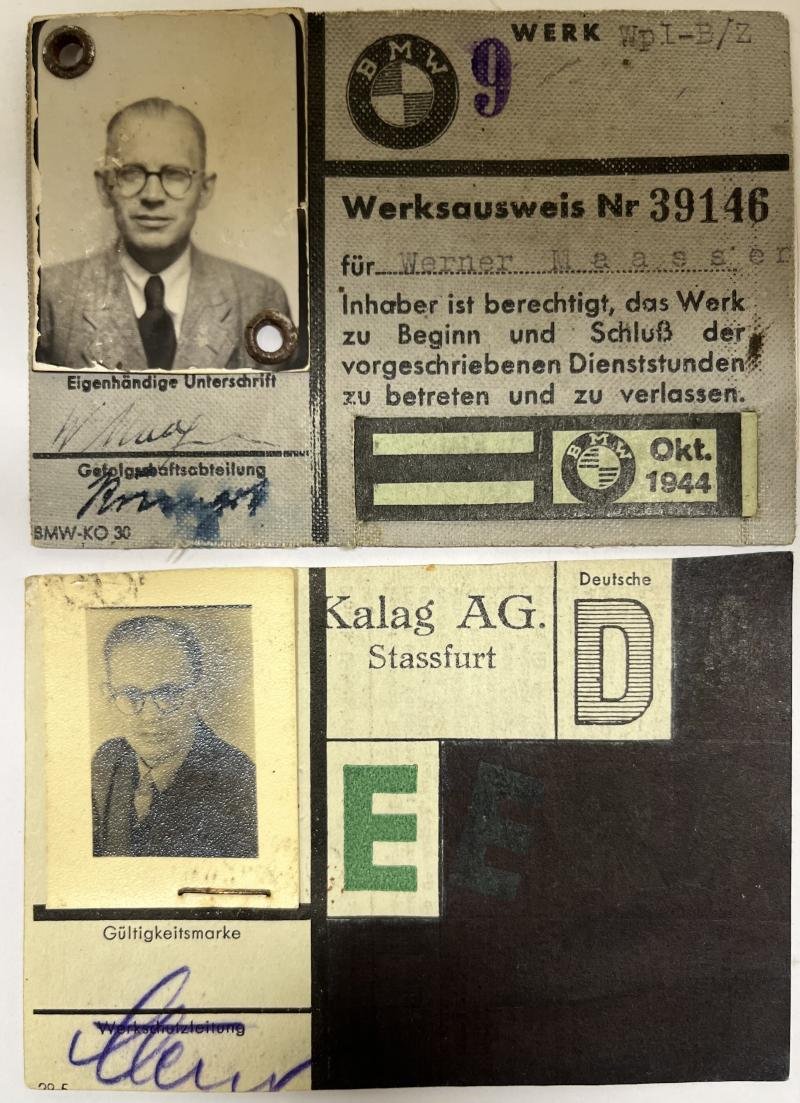 BMW
9
WERK WpI-B/Z
Werksausweis Nr 39146
für Werner Maasser
Inhaber ist berechtigt, das Werk
zu Beginn und Schluß der
vorgeschriebenen Dienststunden
zu betreten und zu verlassen.
Eigenhändige Unterschrift
Gefolgschaftsabteilung
BMW-KO 30
BMW
Okt.
1944
Kalag AG.
Stassfurt
Deutsche
D
E
E
Gültigkeitsmarke
Werkschutzleitung